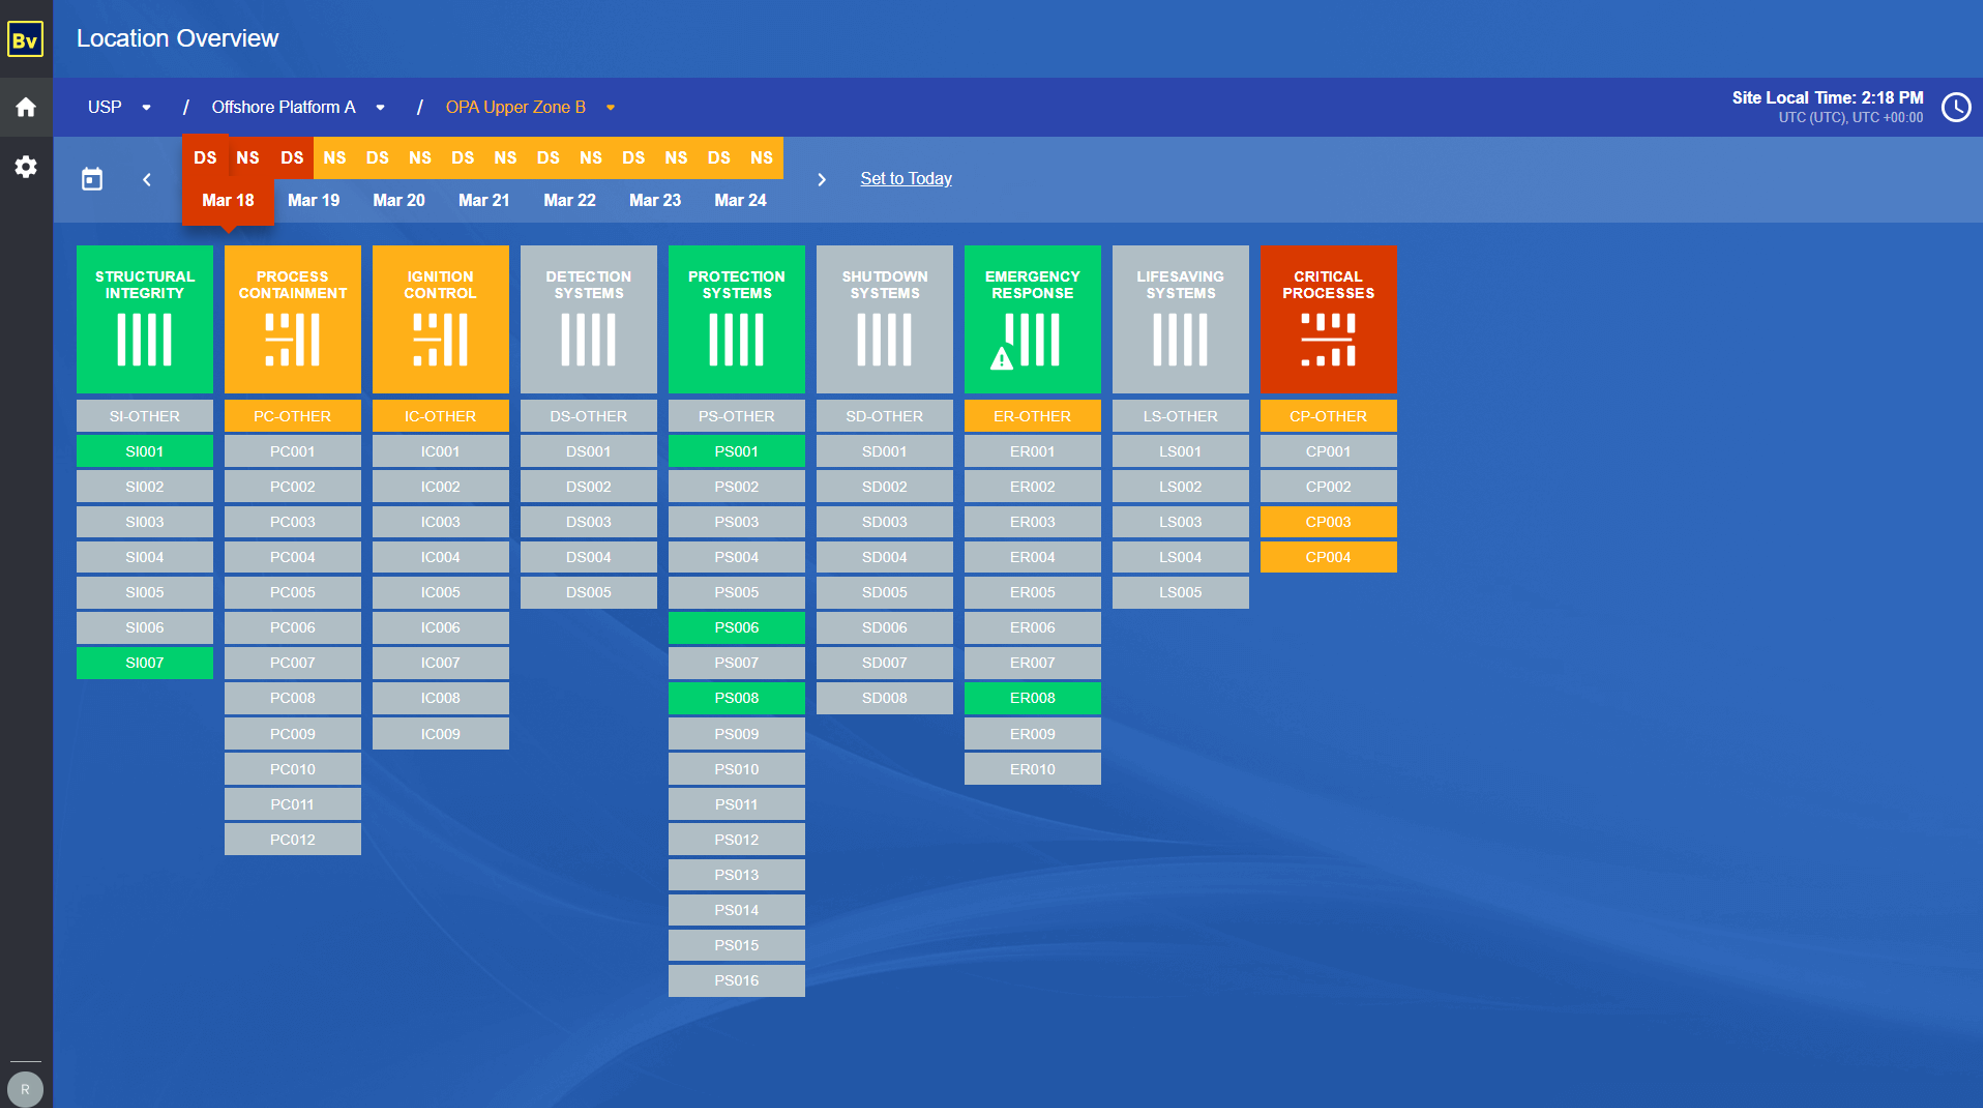 Bv
Location Overview
USP / Offshore Platform A / OPA Upper Zone B
Site Local Time: 2:18 PM
UTC (UTC), UTC +00:00
DS NS DS NS DS NS DS NS DS NS DS NS DS NS
Mar 18 Mar 19 Mar 20 Mar 21 Mar 22 Mar 23 Mar 24
Set to Today
STRUCTURAL
INTEGRITY
SI-OTHER
SI001
SI002
SI003
SI004
SI005
SI006
SI007
PROCESS
CONTAINMENT
PC-OTHER
PC001
PC002
PC003
PC004
PC005
PC006
PC007
PC008
PC009
PC010
PC011
PC012
IGNITION
CONTROL
IC-OTHER
IC001
IC002
IC003
IC004
IC005
IC006
IC007
IC008
IC009
DETECTION
SYSTEMS
DS-OTHER
DS001
DS002
DS003
DS004
DS005
PROTECTION
SYSTEMS
PS-OTHER
PS001
PS002
PS003
PS004
PS005
PS006
PS007
PS008
PS009
PS010
PS011
PS012
PS013
PS014
PS015
PS016
SHUTDOWN
SYSTEMS
SD-OTHER
SD001
SD002
SD003
SD004
SD005
SD006
SD007
SD008
EMERGENCY
RESPONSE
ER-OTHER
ER001
ER002
ER003
ER004
ER005
ER006
ER007
ER008
ER009
ER010
LIFESAVING
SYSTEMS
LS-OTHER
LS001
LS002
LS003
LS004
LS005
CRITICAL
PROCESSES
CP-OTHER
CP001
CP002
CP003
CP004
R